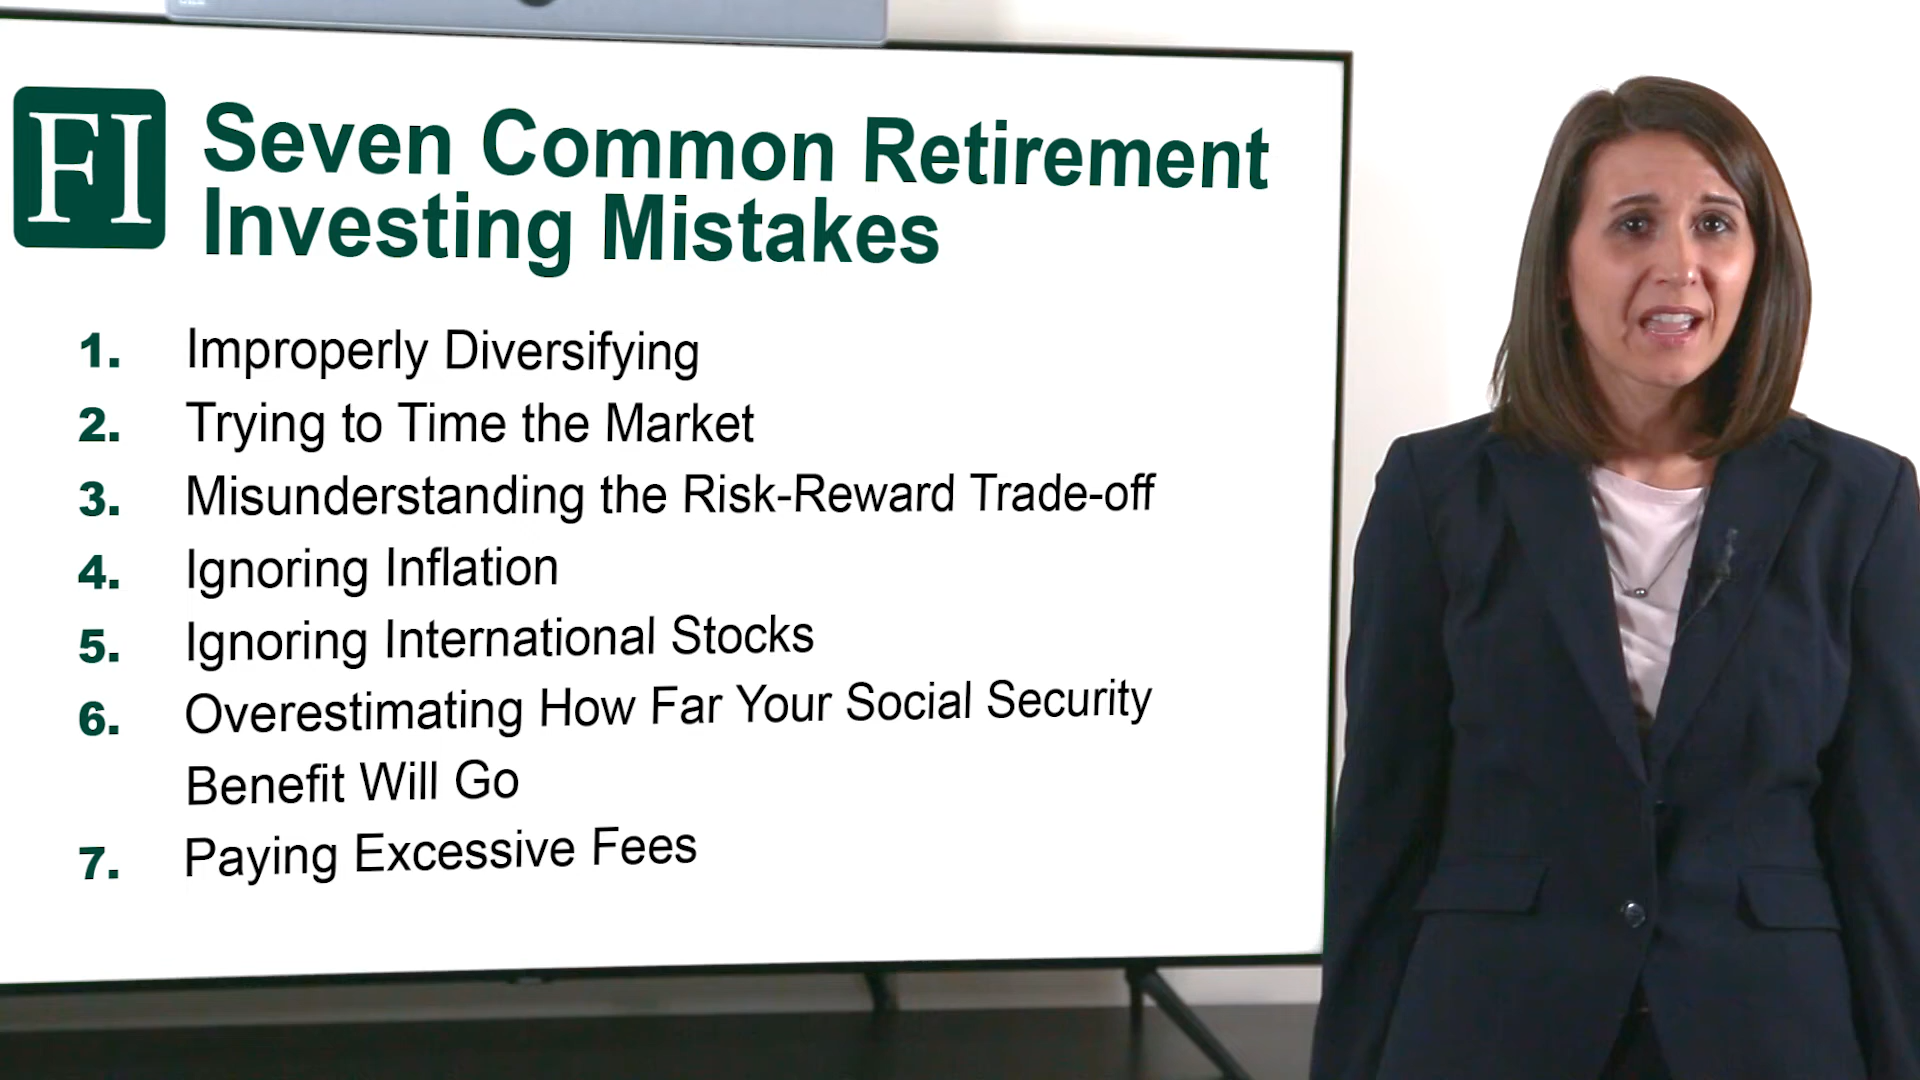 FI
Seven Common Retirement
Investing Mistakes
1. Improperly Diversifying
2. Trying to Time the Market
3. Misunderstanding the Risk-Reward Trade-off
4. Ignoring Inflation
5. Ignoring International Stocks
6. Overestimating How Far Your Social Security
Benefit Will Go
7. Paying Excessive Fees